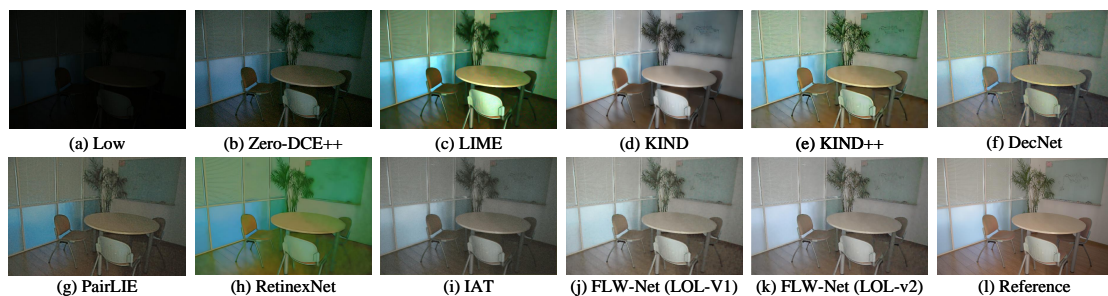 (a) Low
(b) Zero-DCE++
(c) LIME
(d) KIND
(e) KIND++
(f) DecNet
(g) PairLIE
(h) RetinexNet
(i) IAT
(j) FLW-Net (LOL-V1)
(k) FLW-Net (LOL-v2)
(l) Reference